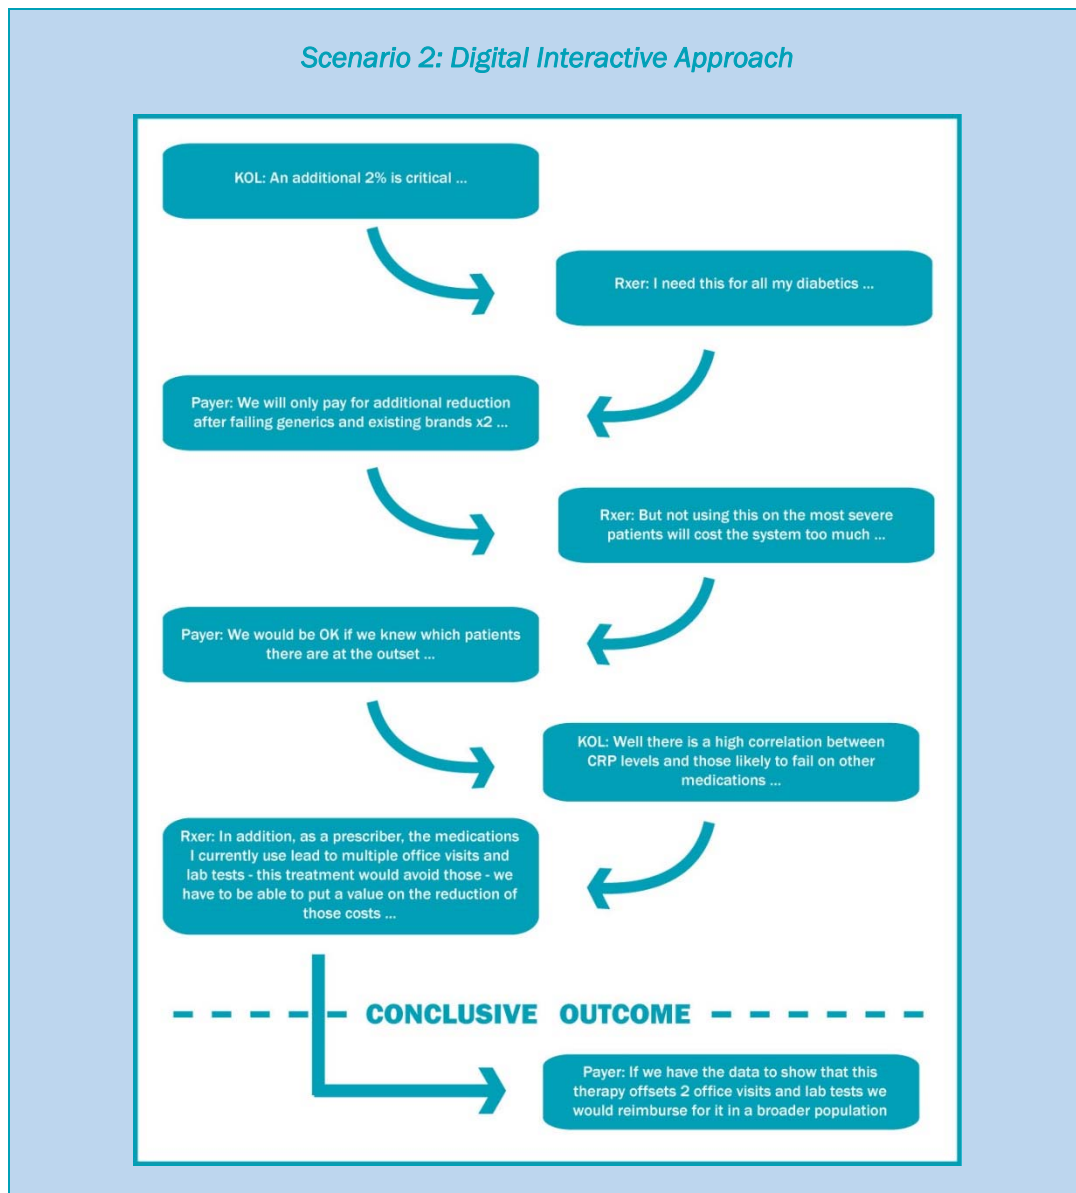 Scenario 2: Digital Interactive Approach
KOL: An additional 2% is critical ...
Rxer: I need this for all my diabetics ...
Payer: We will only pay for additional reduction
after failing generics and existing brands x2 ...
Rxer: But not using this on the most severe
patients will cost the system too much ...
Payer: We would be OK if we knew which patients
there are at the outset ...
KOL: Well there is a high correlation between
CRP levels and those likely to fail on other
medications ...
Rxer: In addition, as a prescriber, the medications
I currently use lead to multiple office visits and
lab tests - this treatment would avoid those - we
have to be able to put a value on the reduction of
those costs ...
CONCLUSIVE OUTCOME
Payer: If we have the data to show that this
therapy offsets 2 office visits and lab tests we
would reimburse for it in a broader population